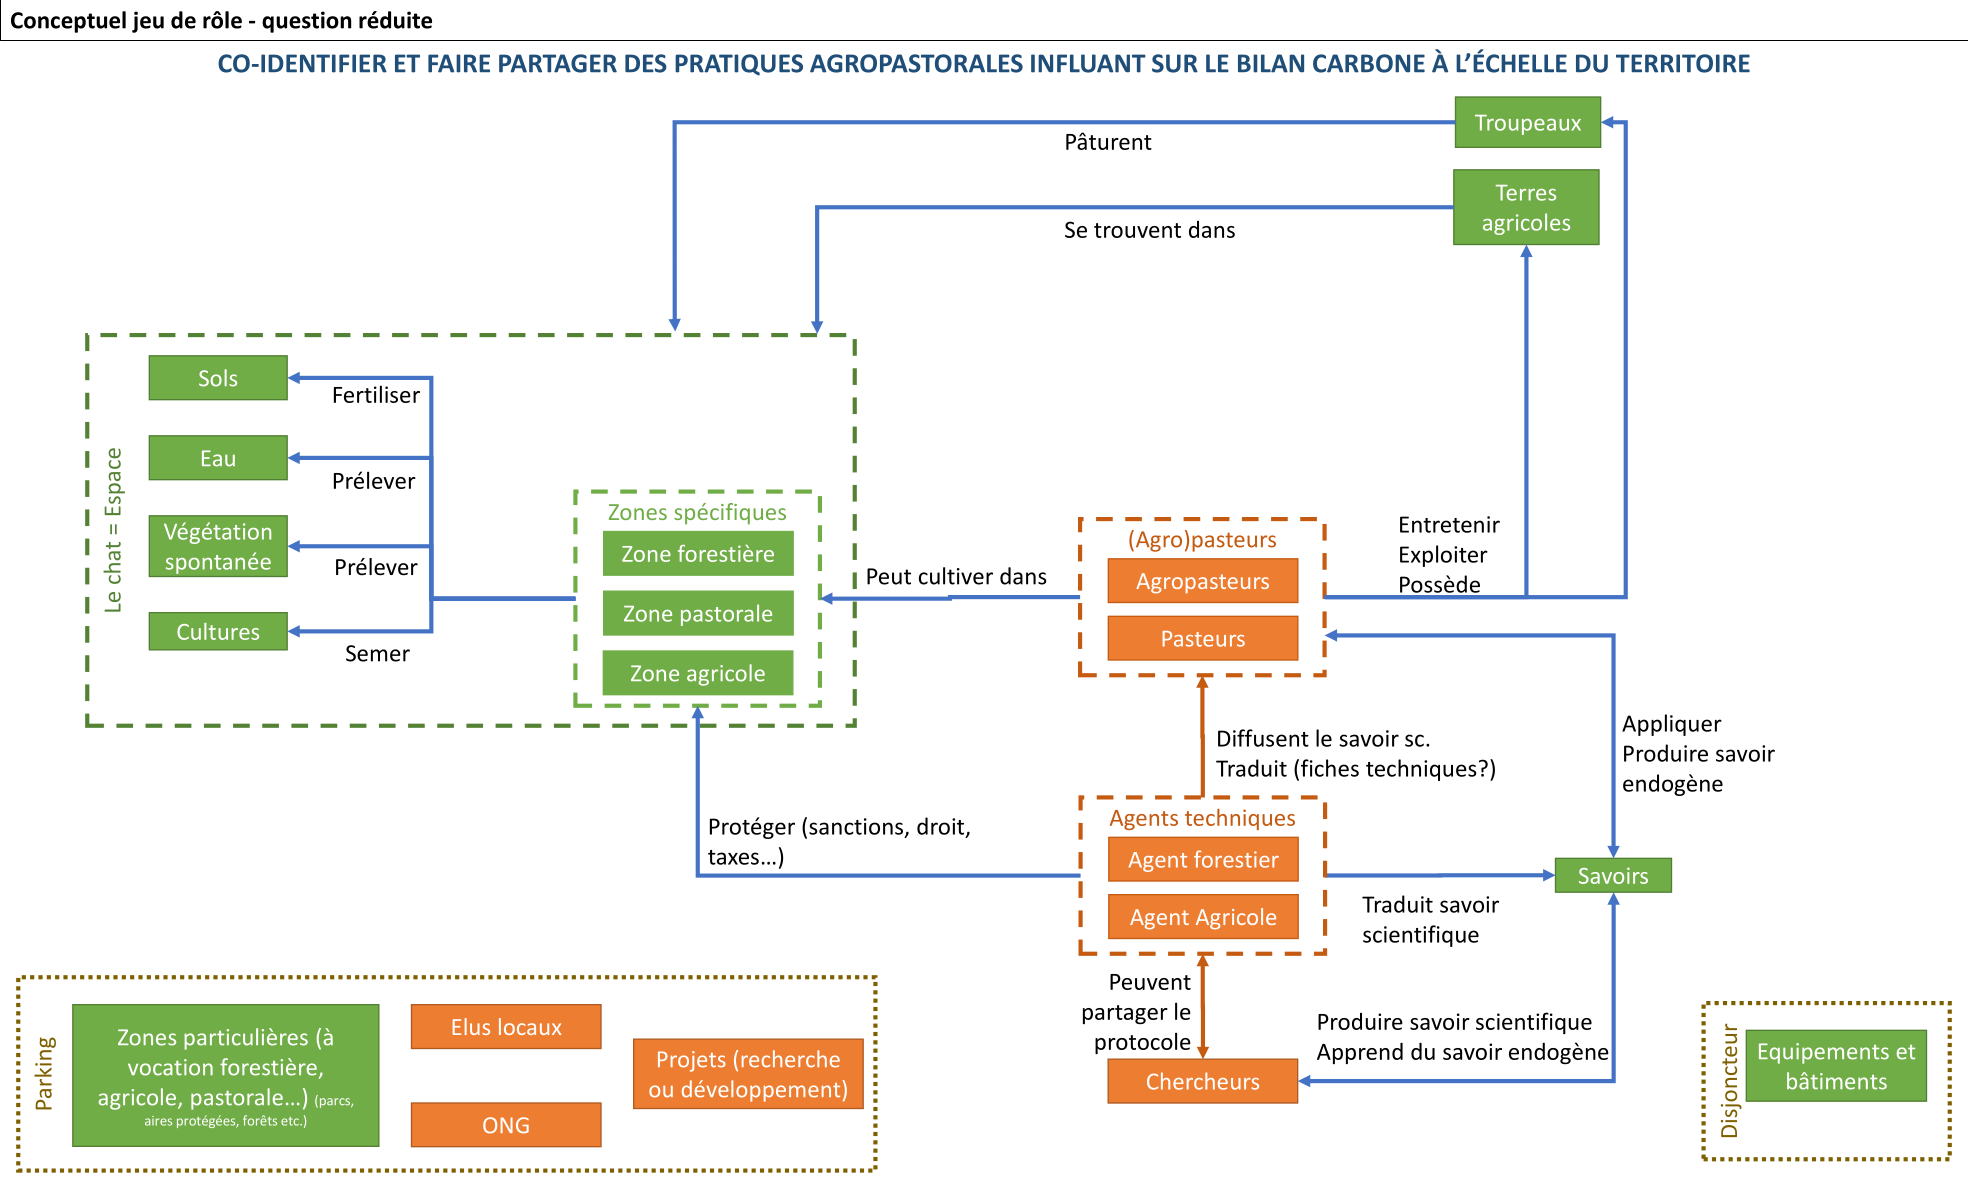 Conceptuel jeu de rôle - question réduite
CO-IDENTIFIER ET FAIRE PARTAGER DES PRATIQUES AGROPASTORALES INFLUANT SUR LE BILAN CARBONE À L'ÉCHELLE DU TERRITOIRE
Troupeaux
Pâturent
Terres
agricoles
Se trouvent dans
Le chat = Espace
Sols
Fertiliser
Eau
Prélever
Végétation
spontanée
Prélever
Cultures
Semer
Zones spécifiques
Zone forestière
Zone pastorale
Zone agricole
Peut cultiver dans
(Agro)pasteurs
Agropasteurs
Pasteurs
Entretenir
Exploiter
Possède
Appliquer
Produire savoir
endogène
Diffusent le savoir sc.
Traduit (fiches techniques?)
Protéger (sanctions, droit,
taxes…)
Agents techniques
Agent forestier
Agent Agricole
Savoirs
Traduit savoir
scientifique
Peuvent
partager le
protocole
Produire savoir scientifique
Apprend du savoir endogène
Chercheurs
Parking
Zones particulières (à
vocation forestière,
agricole, pastorale…) (parcs,
aires protégées, forêts etc.)
Elus locaux
ONG
Projets (recherche
ou développement)
Disjoncteur
Equipements et
bâtiments